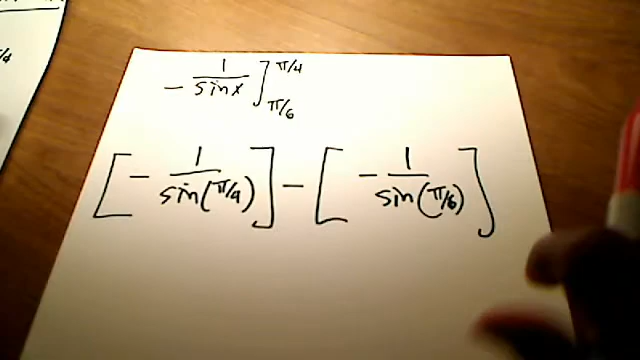 - 1/sin x ]π/4 π/6
[- 1/sin(π/4)] - [- 1/sin(π/6)]